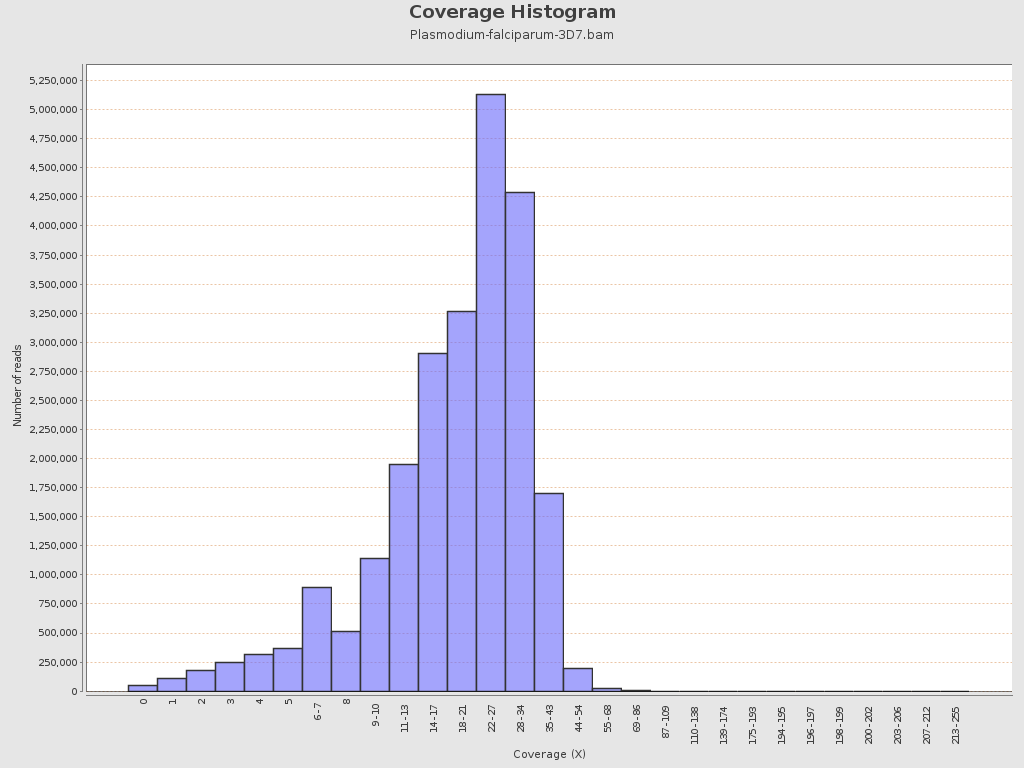 Coverage Histogram
Plasmodium-falciparum-3D7.bam
Number of reads
5,250,000
5,000,000
4,750,000
4,500,000
4,250,000
4,000,000
3,750,000
3,500,000
3,250,000
3,000,000
2,750,000
2,500,000
2,250,000
2,000,000
1,750,000
1,500,000
1,250,000
1,000,000
750,000
500,000
250,000
0
0
1
2
3
4
5
6 - 7
8
9 - 10
11 - 13
14 - 17
18 - 21
22 - 27
28 - 34
35 - 43
44 - 54
55 - 68
69 - 86
87 - 109
110 - 138
139 - 174
175 - 193
194 - 195
196 - 197
198 - 199
200 - 202
203 - 206
207 - 212
213 - 255
Coverage (X)